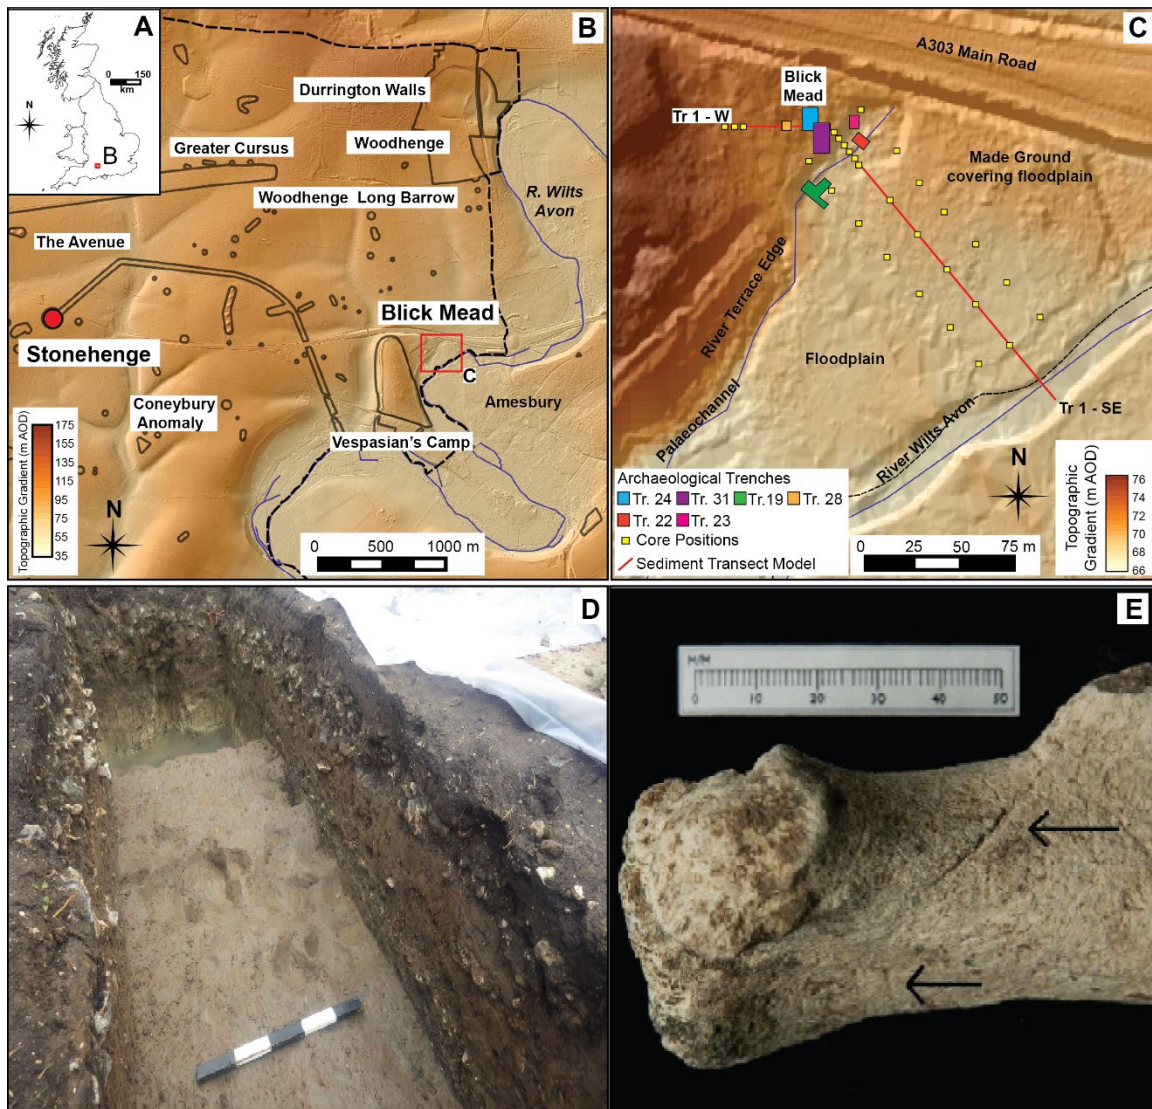 A
0 150
km
N
B
B
Durrington Walls
Woodhenge
Greater Cursus
R. Wilts
Avon
Woodhenge Long Barrow
The Avenue
Blick Mead
Stonehenge
C
Coneybury
Anomaly
Amesbury
Vespasian's Camp
Topographic Gradient (m AOD)
175
155
135
115
95
75
55
35
N
0 500 1000 m
C
A303 Main Road
Blick
Mead
Tr 1 - W
Made Ground
covering floodplain
River Terrace Edge
Floodplain
Palaeochannel
River Wilts Avon
Tr 1 - SE
Archaeological Trenches
Tr. 24 Tr. 31 Tr.19 Tr. 28
Tr. 22 Tr. 23
Core Positions
Sediment Transect Model
N
0 25 50 75 m
Topographic
Gradient (m AOD)
76
74
72
70
68
66
D
E
M/M
0 10 20 30 40 50